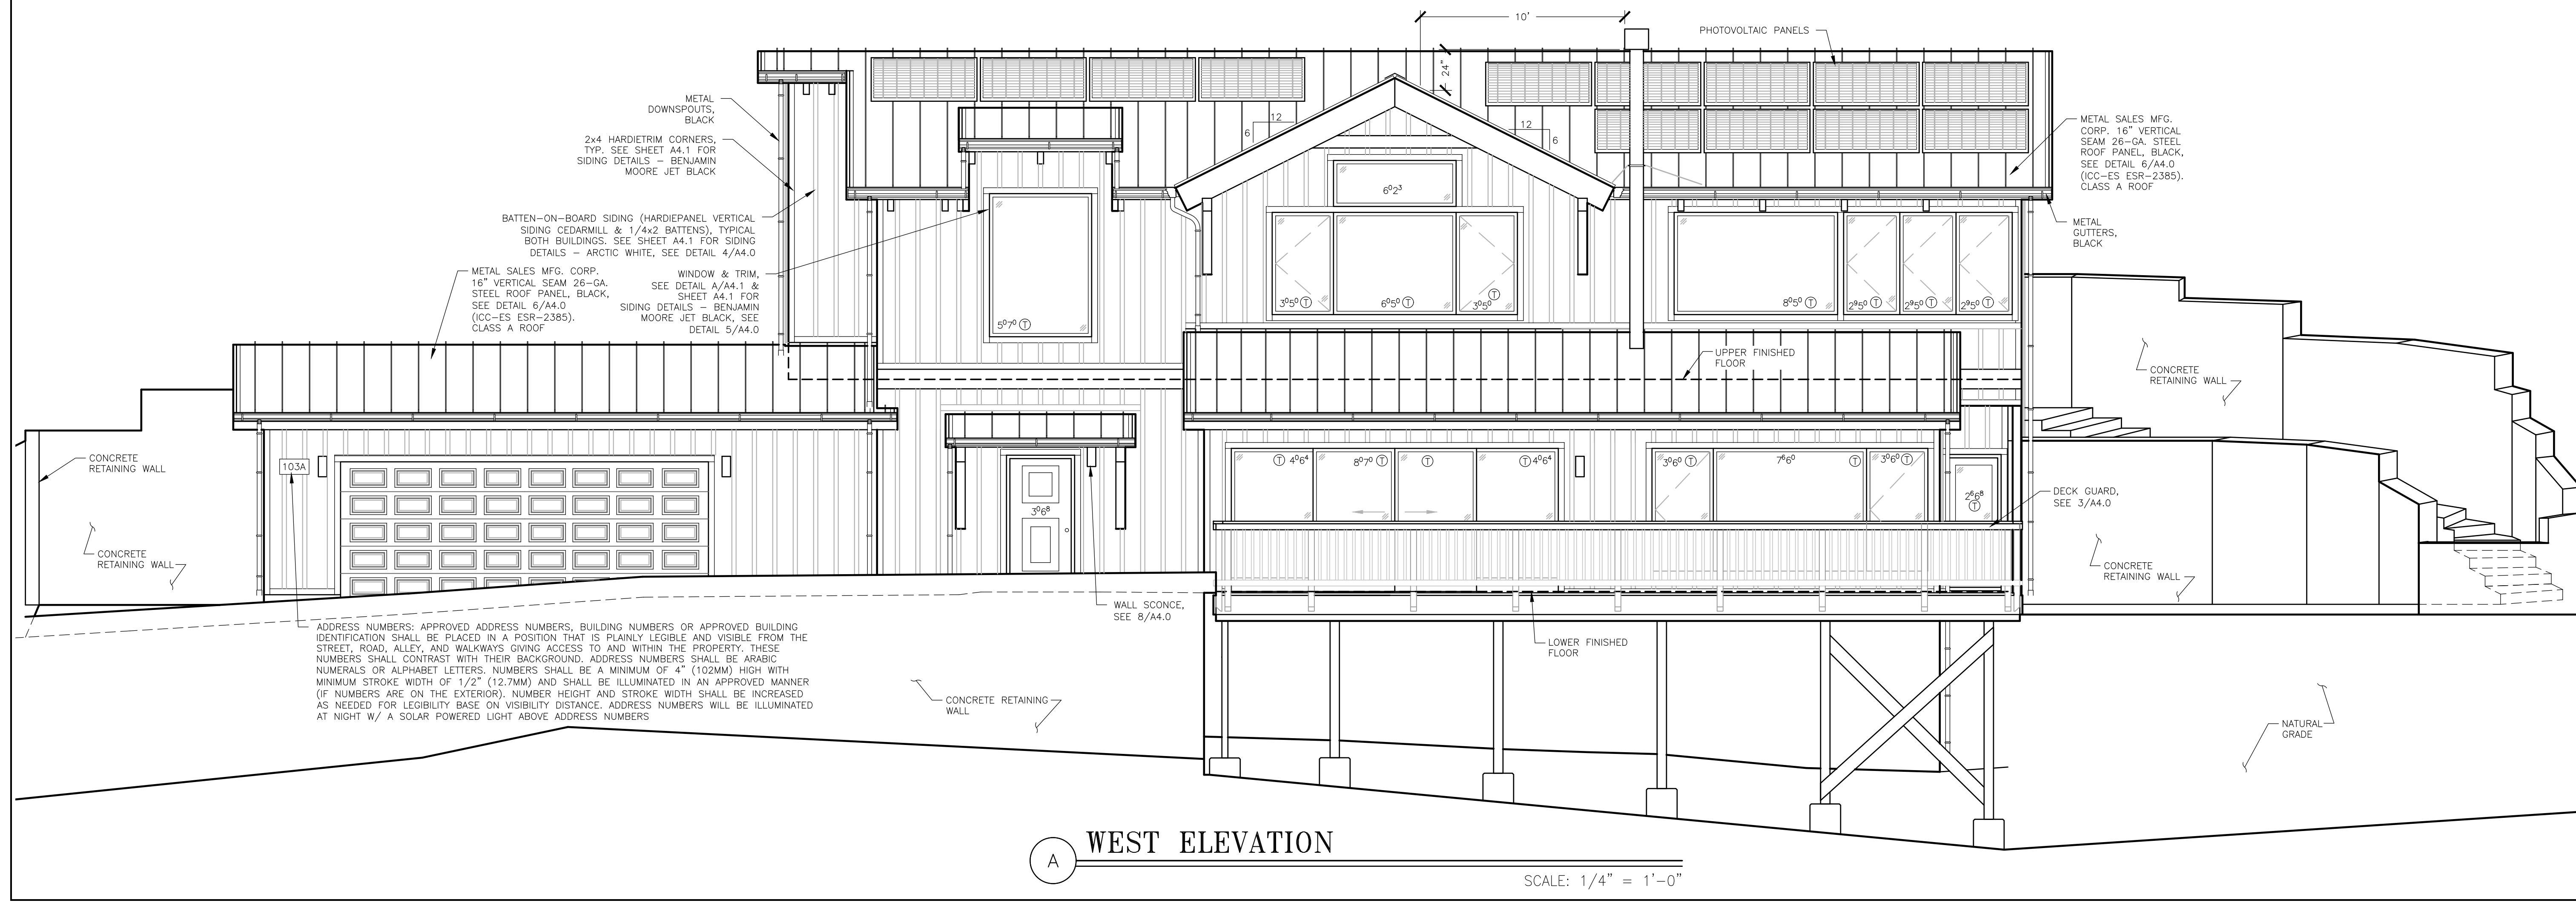 10'
PHOTOVOLTAIC PANELS
24"
METAL
DOWNSPOUTS,
BLACK
2x4 HARDIETRIM CORNERS,
TYP. SEE SHEET A4.1 FOR
SIDING DETAILS – BENJAMIN
MOORE JET BLACK
12
6
12
6
METAL SALES MFG.
CORP. 16" VERTICAL
SEAM 26–GA. STEEL
ROOF PANEL, BLACK,
SEE DETAIL 6/A4.0
(ICC–ES ESR–2385).
CLASS A ROOF
METAL
GUTTERS,
BLACK
BATTEN–ON–BOARD SIDING (HARDIEPANEL VERTICAL
SIDING CEDARMILL & 1/4x2 BATTENS), TYPICAL
BOTH BUILDINGS. SEE SHEET A4.1 FOR SIDING
DETAILS – ARCTIC WHITE, SEE DETAIL 4/A4.0
METAL SALES MFG. CORP.
16" VERTICAL SEAM 26–GA.
STEEL ROOF PANEL, BLACK,
SEE DETAIL 6/A4.0
(ICC–ES ESR–2385).
CLASS A ROOF
WINDOW & TRIM,
SEE DETAIL A/A4.1 &
SHEET A4.1 FOR
SIDING DETAILS – BENJAMIN
MOORE JET BLACK, SEE
DETAIL 5/A4.0
6⁰2³
5⁰7⁰ T
3⁰5⁰ T
6⁰5⁰ T
3⁰5⁰ T
8⁰5⁰ T
2⁹5⁰ T
2⁹5⁰ T
2⁹5⁰ T
UPPER FINISHED
FLOOR
CONCRETE
RETAINING WALL
CONCRETE
RETAINING WALL
103A
T 4⁰6⁴
8⁰7⁰ T
T
T 4⁰6⁴
3⁰6⁰ T
7⁶6⁰ T
3⁰6⁰ T
2⁶6⁸
T
3⁰6⁸
DECK GUARD,
SEE 3/A4.0
CONCRETE
RETAINING WALL
CONCRETE
RETAINING WALL
WALL SCONCE,
SEE 8/A4.0
ADDRESS NUMBERS: APPROVED ADDRESS NUMBERS, BUILDING NUMBERS OR APPROVED BUILDING
IDENTIFICATION SHALL BE PLACED IN A POSITION THAT IS PLAINLY LEGIBLE AND VISIBLE FROM THE
STREET, ROAD, ALLEY, AND WALKWAYS GIVING ACCESS TO AND WITHIN THE PROPERTY. THESE
NUMBERS SHALL CONTRAST WITH THEIR BACKGROUND. ADDRESS NUMBERS SHALL BE ARABIC
NUMERALS OR ALPHABET LETTERS. NUMBERS SHALL BE A MINIMUM OF 4" (102MM) HIGH WITH
MINIMUM STROKE WIDTH OF 1/2" (12.7MM) AND SHALL BE ILLUMINATED IN AN APPROVED MANNER
(IF NUMBERS ARE ON THE EXTERIOR). NUMBER HEIGHT AND STROKE WIDTH SHALL BE INCREASED
AS NEEDED FOR LEGIBILITY BASE ON VISIBILITY DISTANCE. ADDRESS NUMBERS WILL BE ILLUMINATED
AT NIGHT W/ A SOLAR POWERED LIGHT ABOVE ADDRESS NUMBERS
LOWER FINISHED
FLOOR
CONCRETE RETAINING
WALL
NATURAL
GRADE
A
WEST ELEVATION
SCALE: 1/4" = 1'–0"